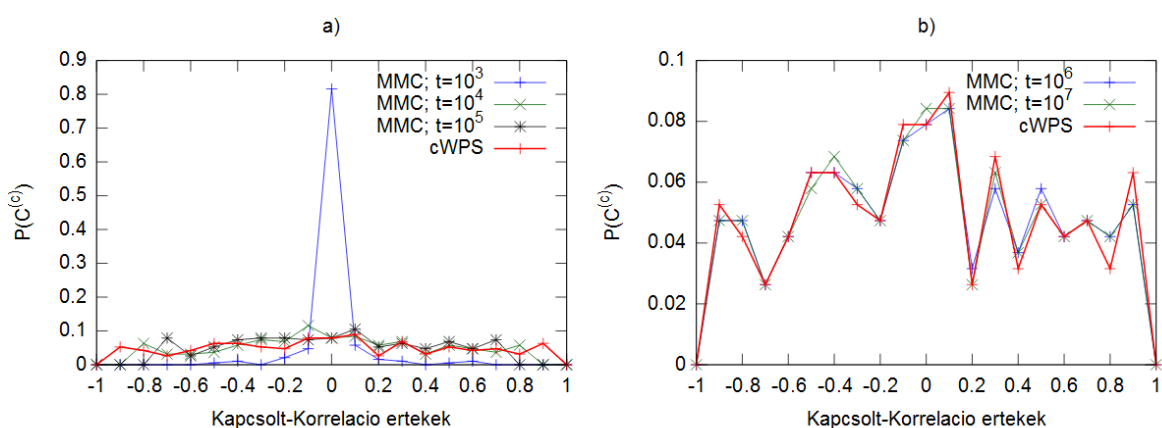 a)
0.9
0.8
0.7
0.6
0.5
0.4
0.3
0.2
0.1
0
P(C^(c))
MMC; t=10^3
MMC; t=10^4
MMC; t=10^5
cWPS
-1 -0.8 -0.6 -0.4 -0.2 0 0.2 0.4 0.6 0.8 1
Kapcsolt-Korrelacio ertekek
b)
0.1
0.08
0.06
0.04
0.02
0
P(C^(c))
MMC; t=10^6
MMC; t=10^7
cWPS
-1 -0.8 -0.6 -0.4 -0.2 0 0.2 0.4 0.6 0.8 1
Kapcsolt-Korrelacio ertekek